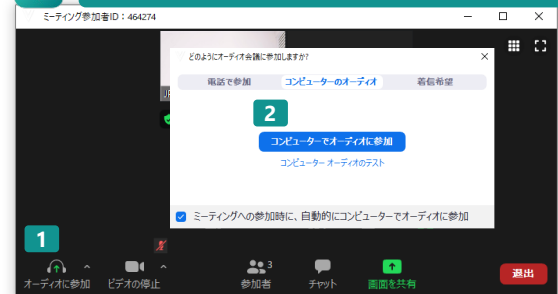 ミーティング参加者ID：464274
どのようにオーディオ会議に参加しますか?
電話で参加
コンピューターのオーディオ
着信希望
2
コンピューターでオーディオに参加
コンピューター オーディオのテスト
ミーティングへの参加時に、自動的にコンピューターでオーディオに参加
1
3
オーディオに参加
ビデオの停止
参加者
チャット
画面を共有
退出